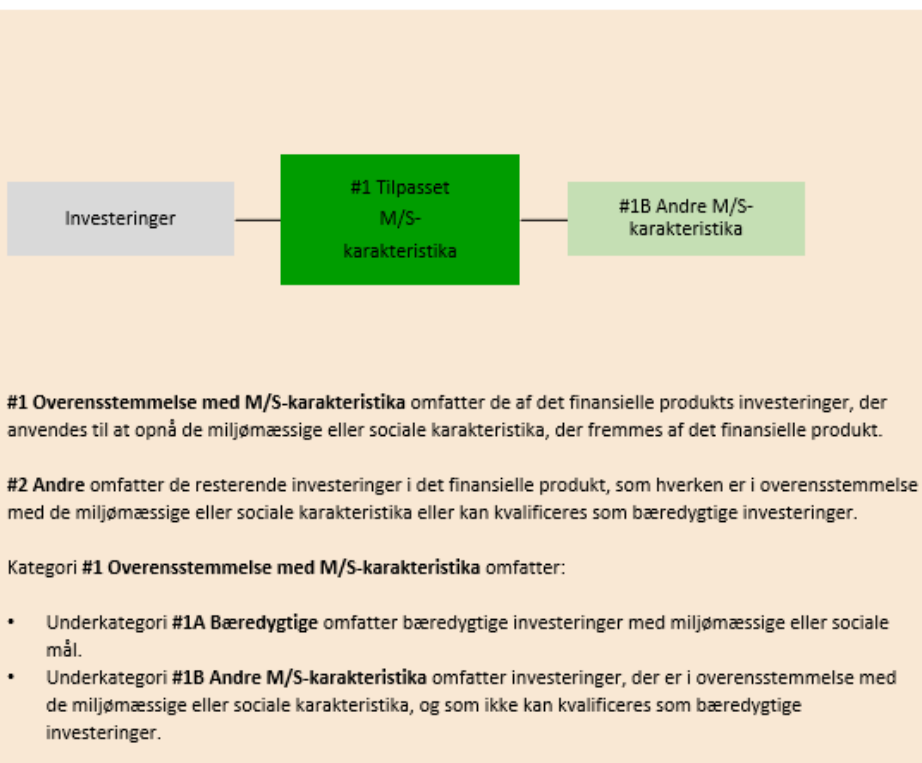 Investeringer
#1 Tilpasset
M/S-
karakteristika
#1B Andre M/S-
karakteristika
#1 Overensstemmelse med M/S-karakteristika omfatter de af det finansielle produkts investeringer, der
anvendes til at opnå de miljømæssige eller sociale karakteristika, der fremmes af det finansielle produkt.
#2 Andre omfatter de resterende investeringer i det finansielle produkt, som hverken er i overensstemmelse
med de miljømæssige eller sociale karakteristika eller kan kvalificeres som bæredygtige investeringer.
Kategori #1 Overensstemmelse med M/S-karakteristika omfatter:
• Underkategori #1A Bæredygtige omfatter bæredygtige investeringer med miljømæssige eller sociale
mål.
• Underkategori #1B Andre M/S-karakteristika omfatter investeringer, der er i overensstemmelse med
de miljømæssige eller sociale karakteristika, og som ikke kan kvalificeres som bæredygtige
investeringer.